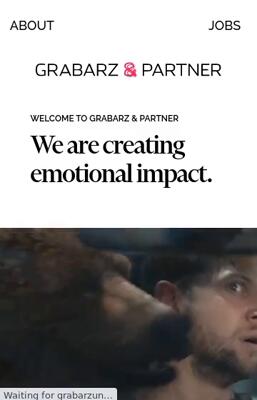 ABOUT JOBS
GRABARZ & PARTNER
WELCOME TO GRABARZ & PARTNER
We are creating
emotional impact.
Waiting for grabarzun...